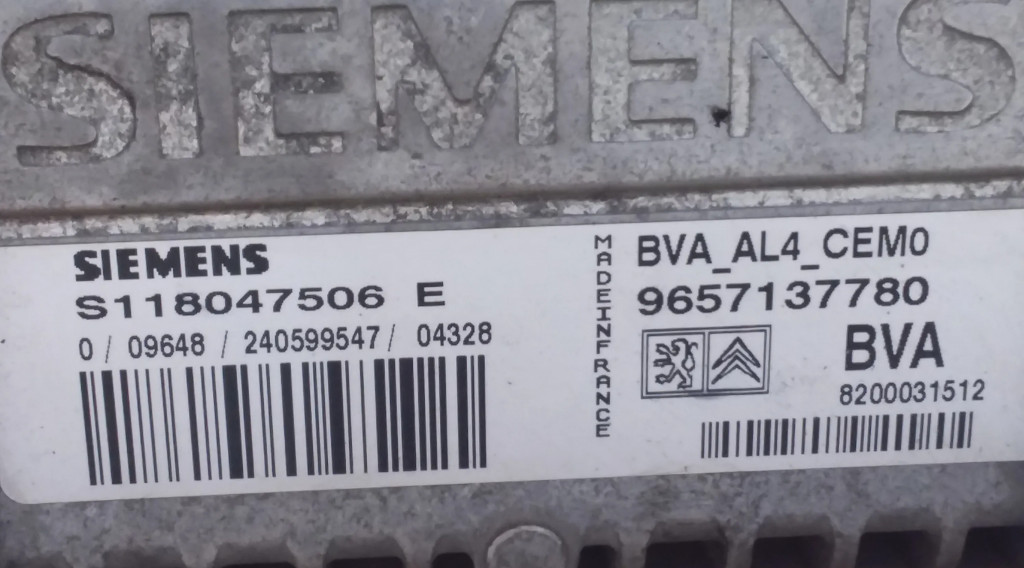 SIEMENS
SIEMENS
S118047506 E
0 / 09648 / 240599547 / 04328
MADEINFRANCE
BVA_AL4_CEM0
9657137780
BVA
8200031512